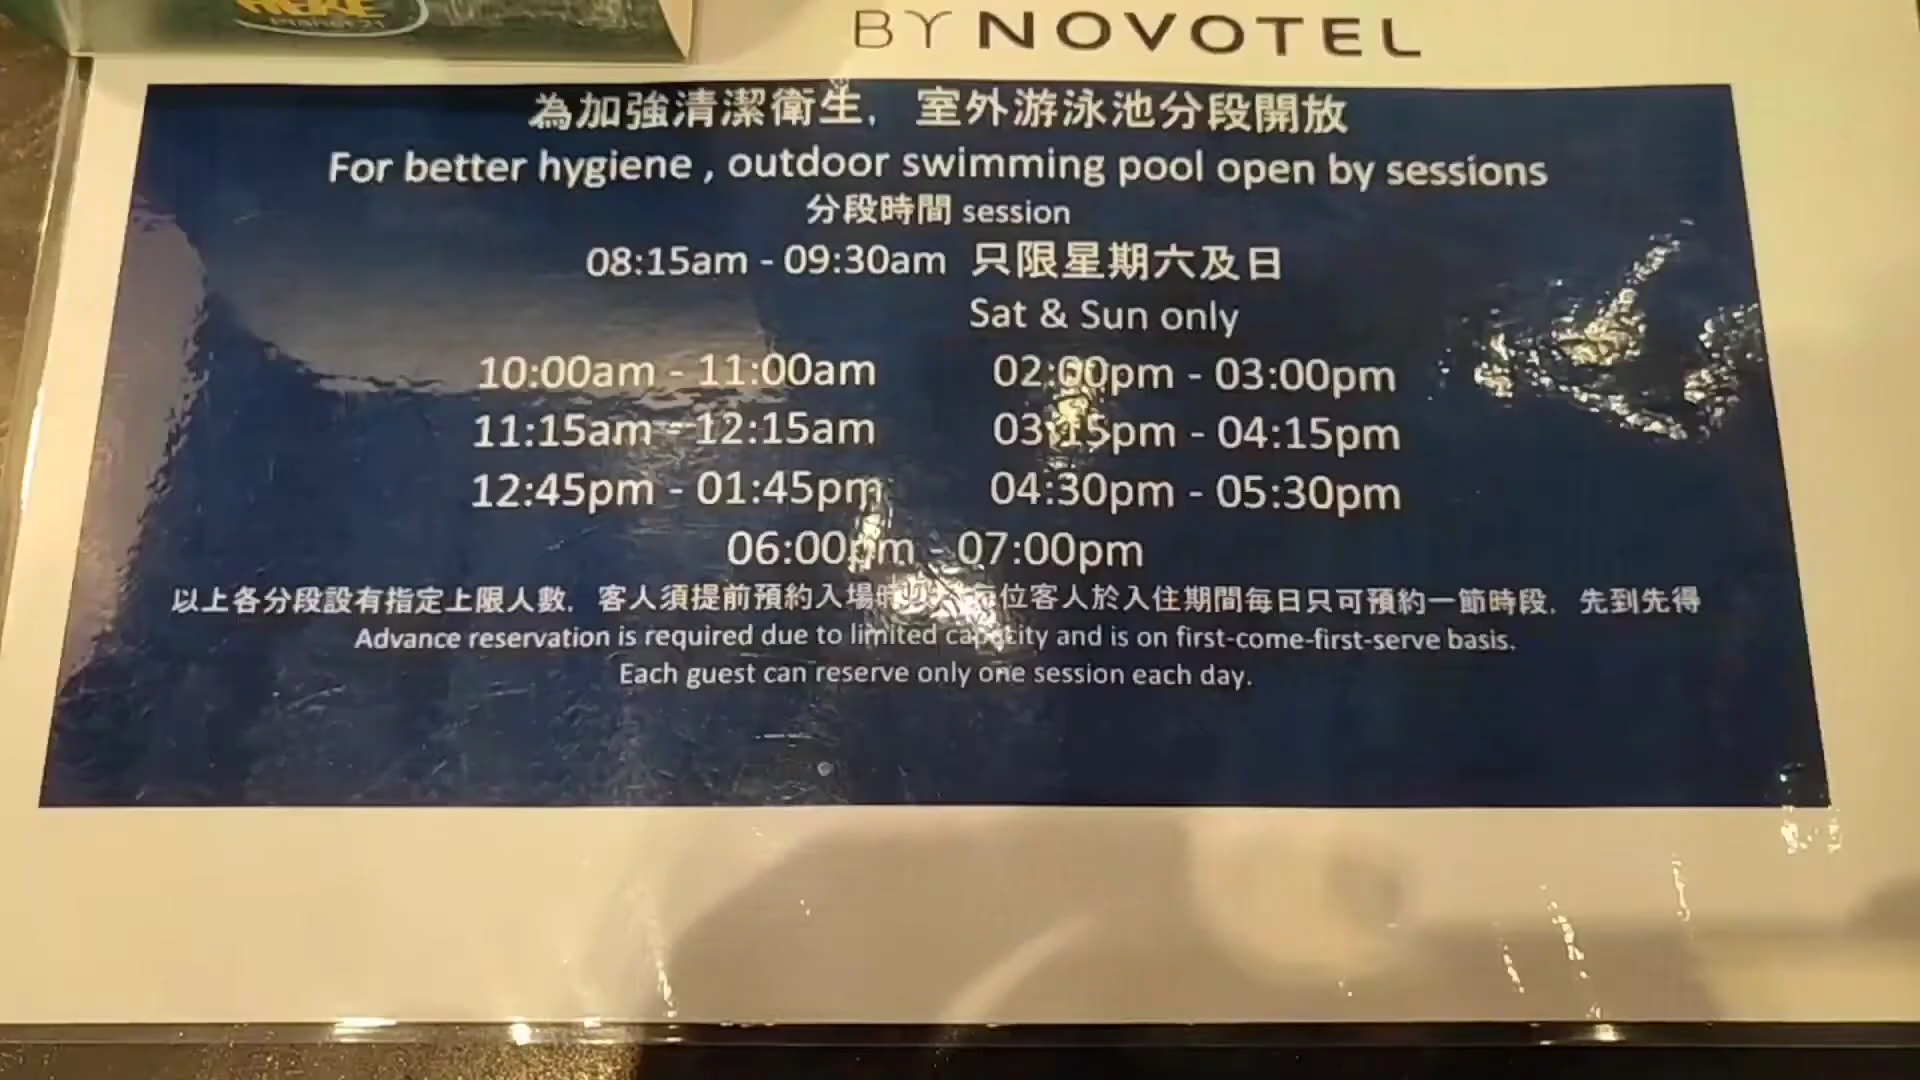 PLANET 21
BY NOVOTEL
為加強清潔衛生, 室外游泳池分段開放
For better hygiene , outdoor swimming pool open by sessions
分段時間 session
08:15am - 09:30am 只限星期六及日
Sat & Sun only
10:00am - 11:00am 02:00pm - 03:00pm
11:15am - 12:15am 03:15pm - 04:15pm
12:45pm - 01:45pm 04:30pm - 05:30pm
06:00pm - 07:00pm
以上各分段設有指定上限人數, 客人須提前預約入場時 位客人於入住期間每日只可預約一節時段, 先到先得
Advance reservation is required due to limited capacity and is on first-come-first-serve basis.
Each guest can reserve only one session each day.